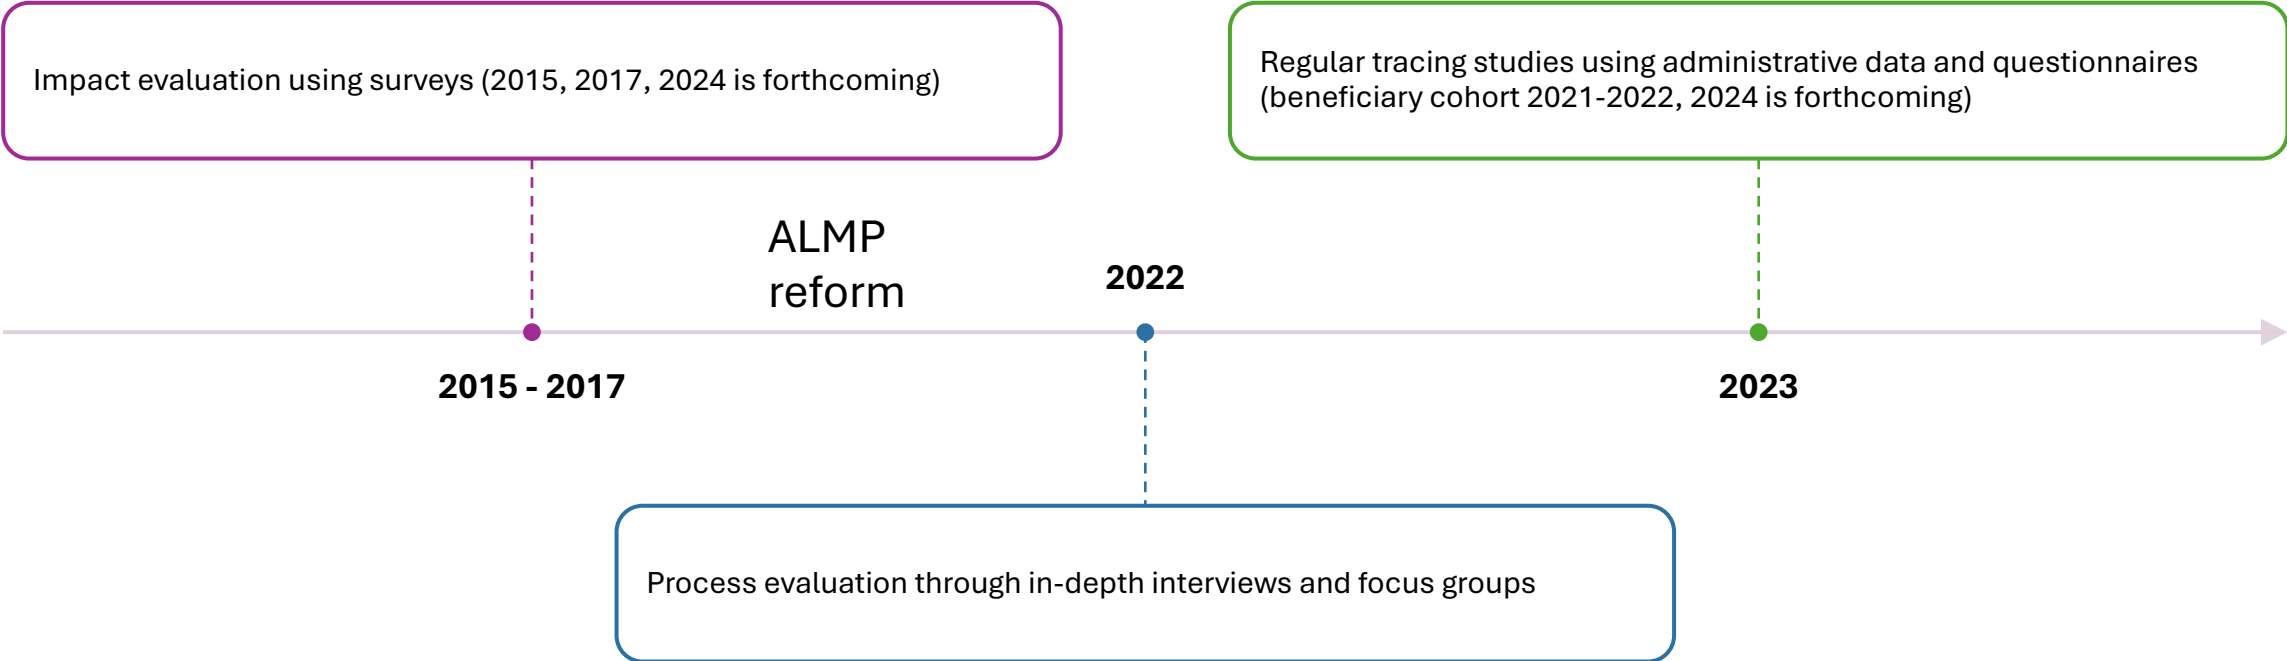 Impact evaluation using surveys (2015, 2017, 2024 is forthcoming)
Regular tracing studies using administrative data and questionnaires
(beneficiary cohort 2021-2022, 2024 is forthcoming)
ALMP
reform
2022
2015 - 2017
2023
Process evaluation through in-depth interviews and focus groups